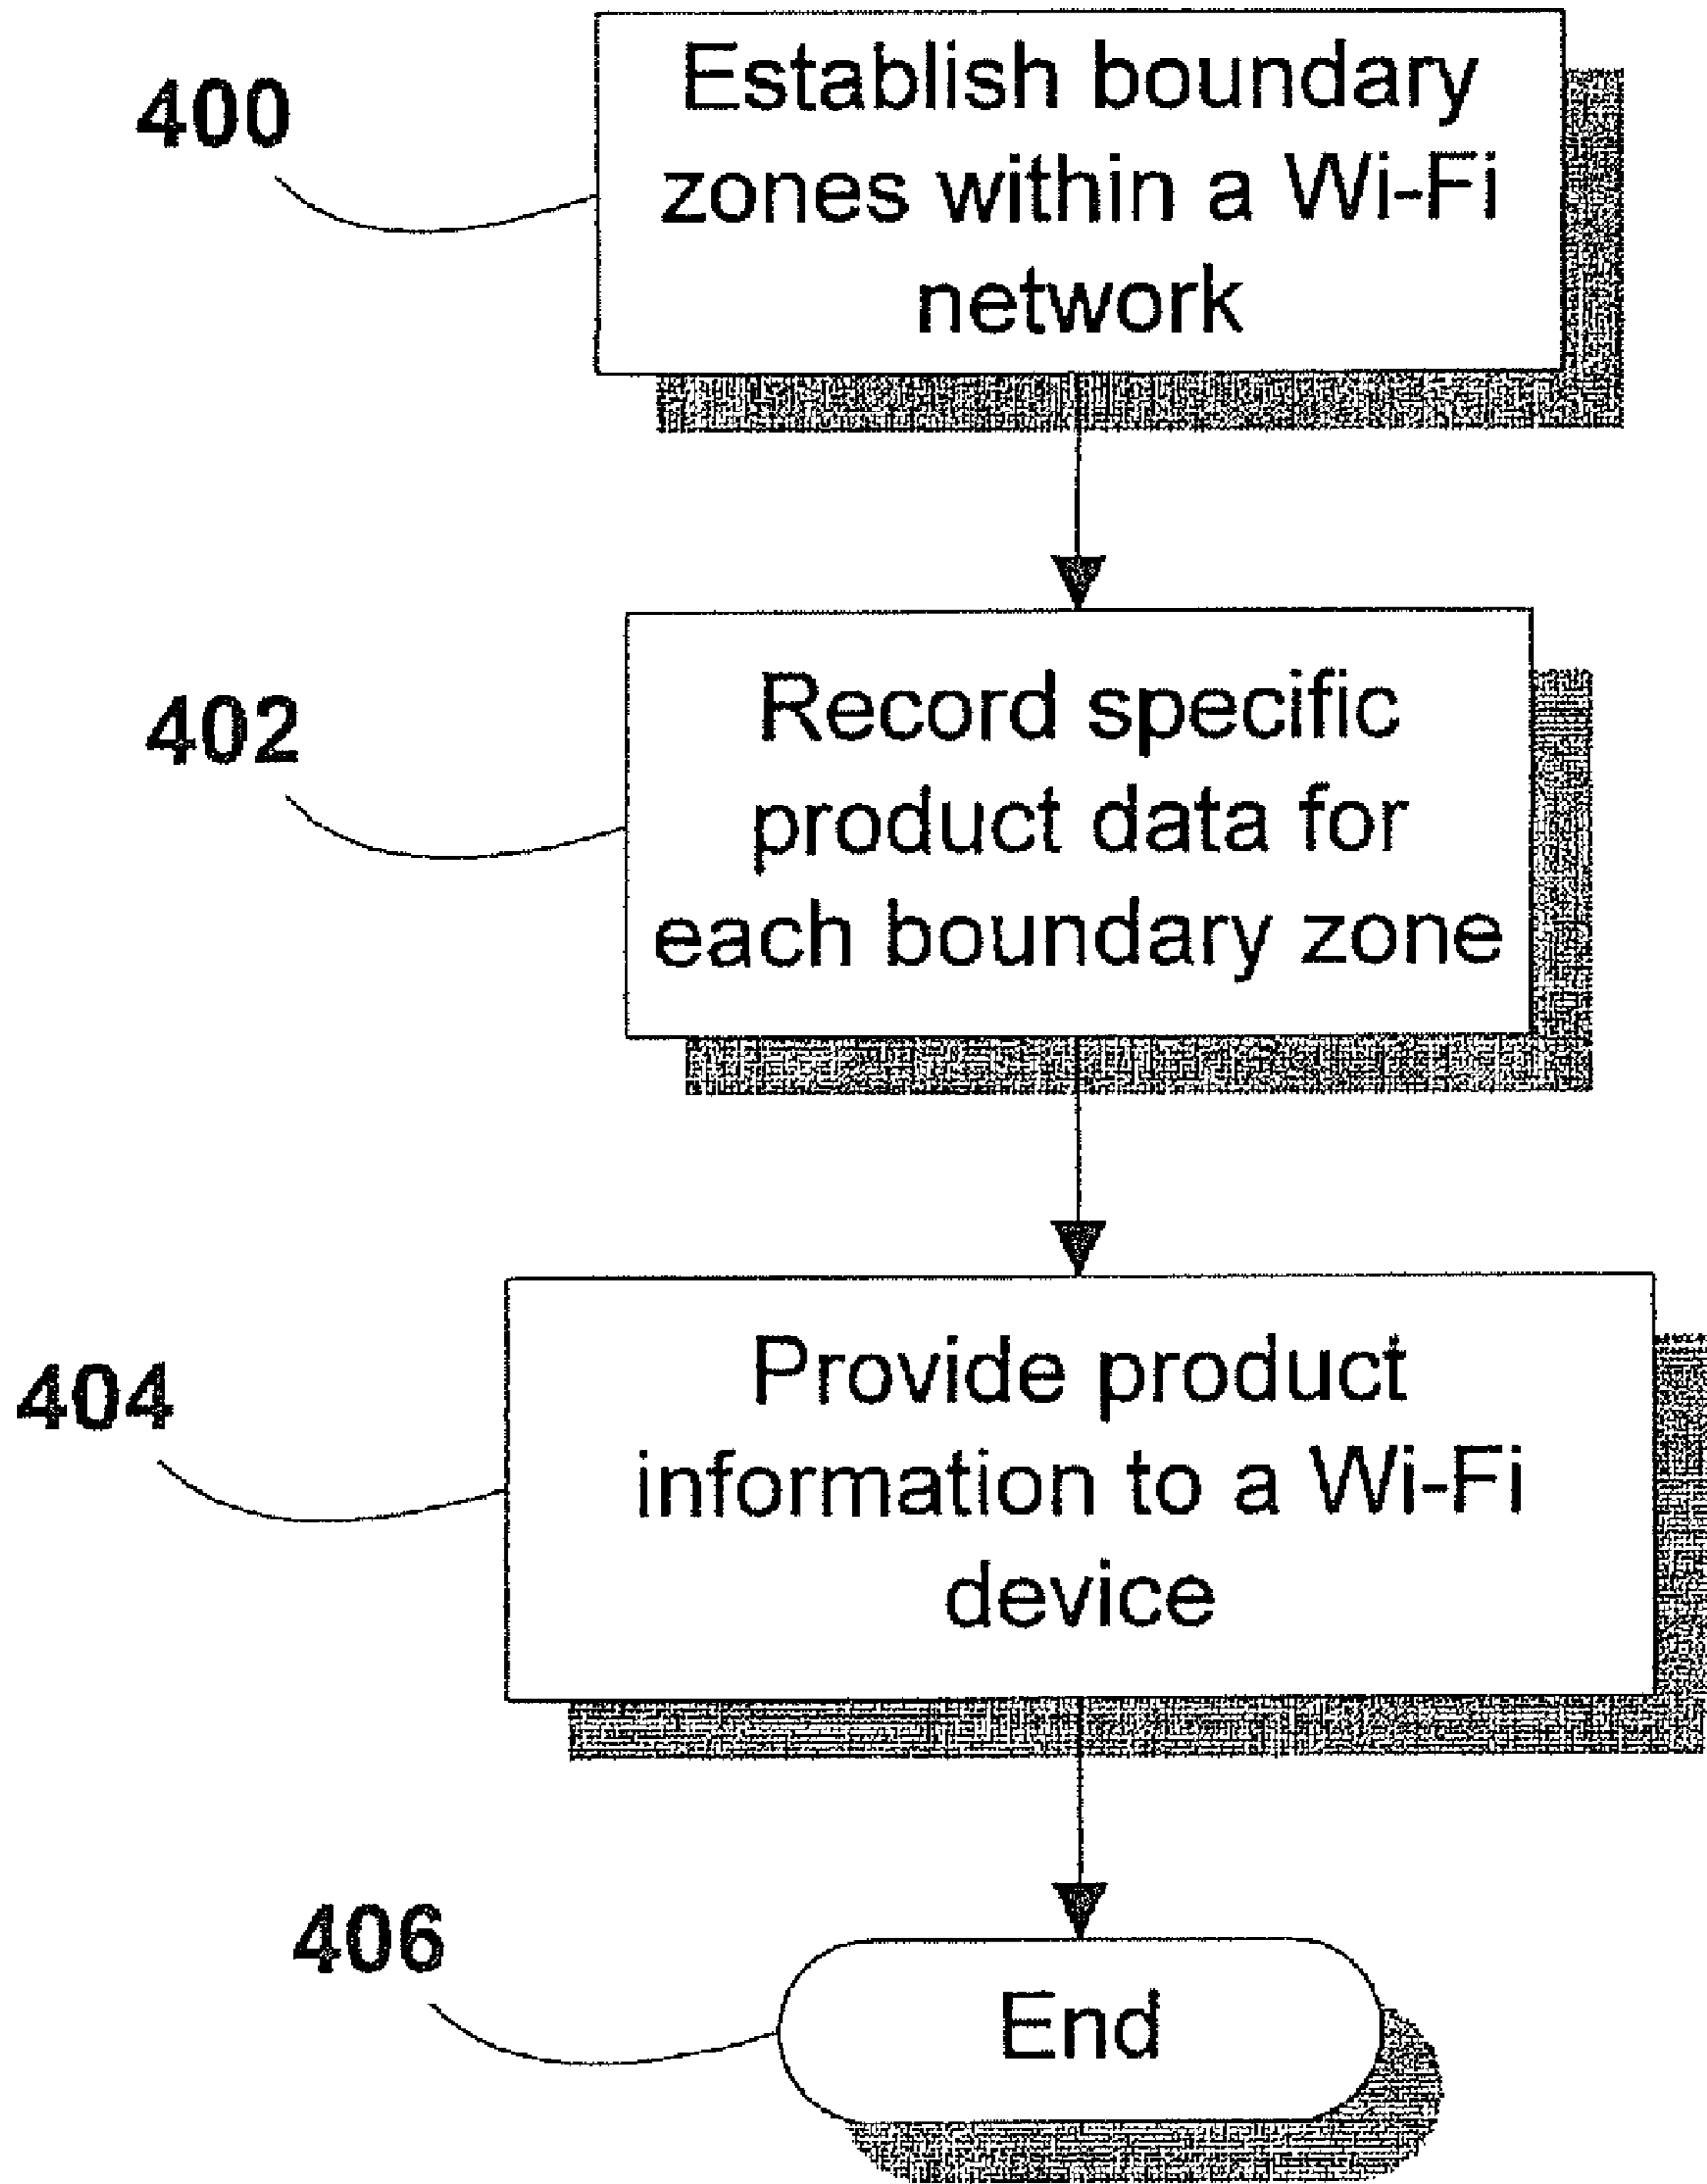 400
Establish boundary
zones within a Wi-Fi
network
402
Record specific
product data for
each boundary zone
404
Provide product
information to a Wi-Fi
device
406
End